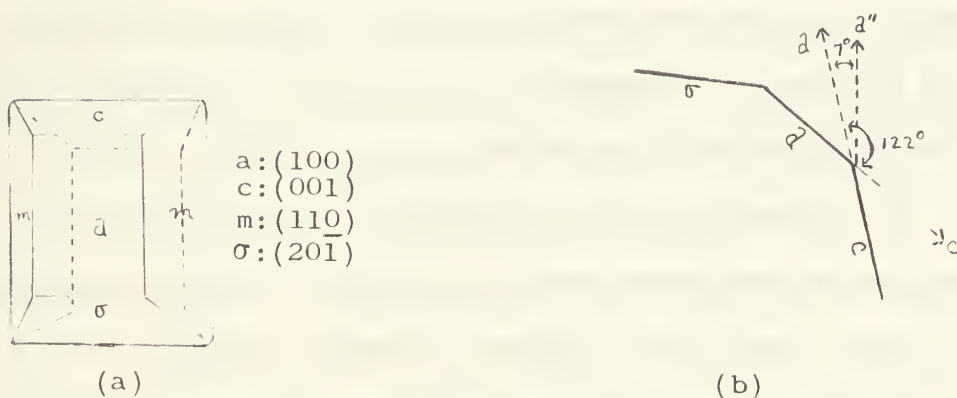 c
m
a
m
σ
a:(100)
c:(001)
m:(110)
σ:(201̅)
(a)
σ
a
c
a
7°
a"
122°
c"
(b)